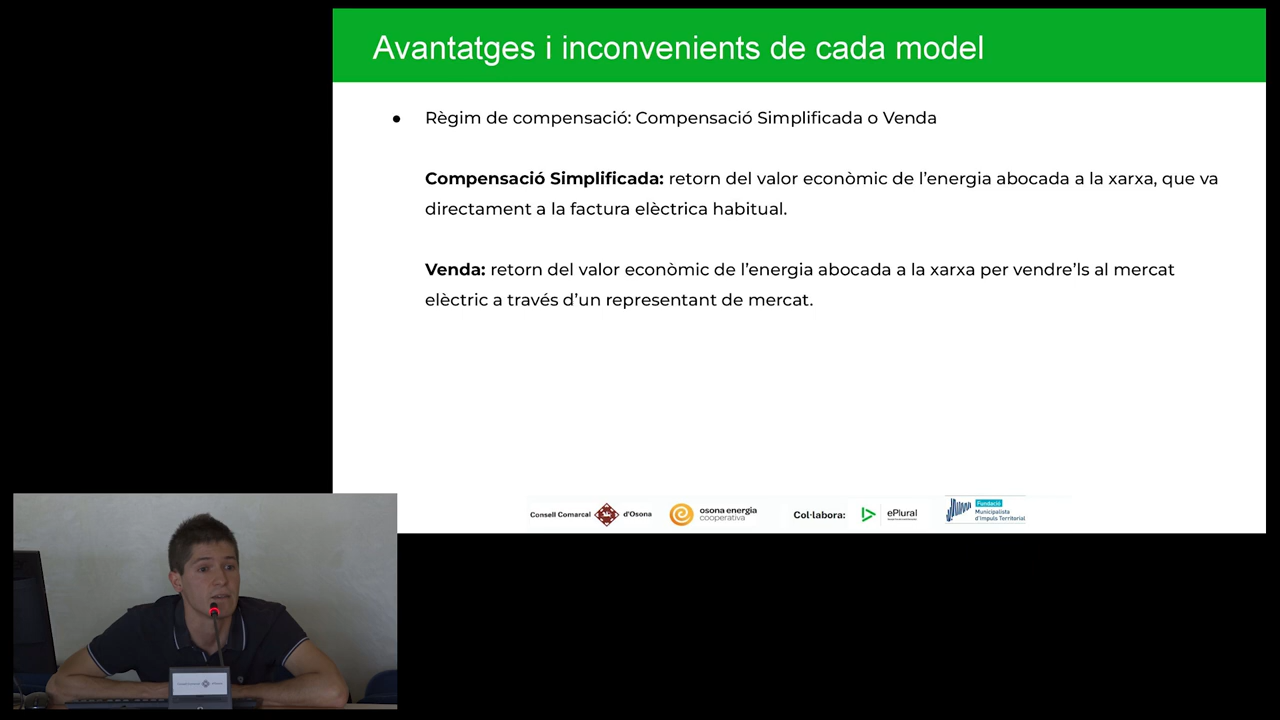 Avantatges i inconvenients de cada model
● Règim de compensació: Compensació Simplificada o Venda
Compensació Simplificada: retorn del valor econòmic de l'energia abocada a la xarxa, que va
directament a la factura elèctrica habitual.
Venda: retorn del valor econòmic de l'energia abocada a la xarxa per vendre'ls al mercat
elèctric a través d'un representant de mercat.
Consell Comarcal d'Osona
osona energia
cooperativa
Col·labora:
ePlural
Fundació
Municipalista
d'Impuls Territorial